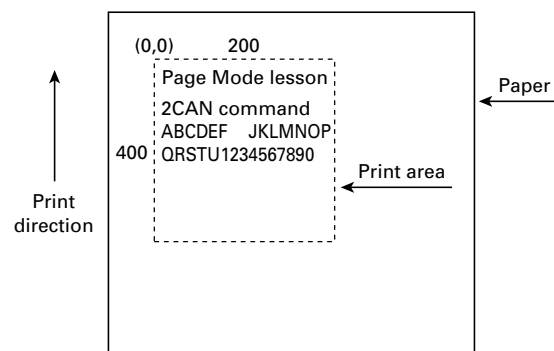 (0,0) 200
Page Mode lesson
Paper
2CAN command
ABCDEF JKLMNOP
400 QRSTU1234567890
Print area
Print
direction